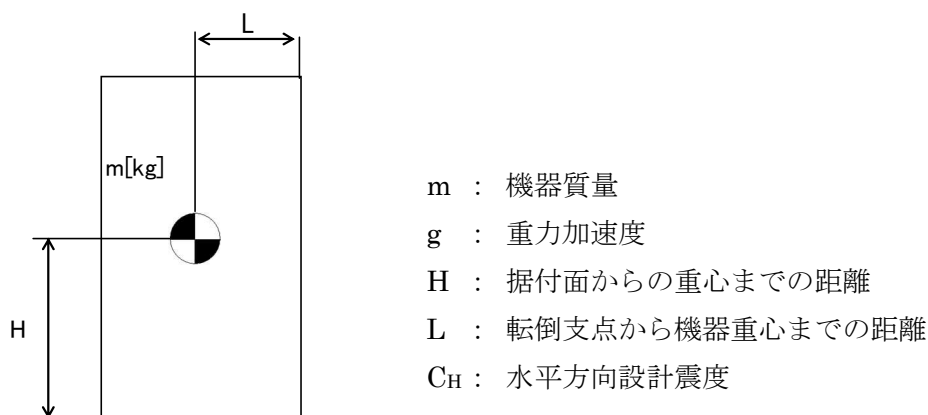 L
m[kg]
H
m : 機器質量
g : 重力加速度
H : 据付面からの重心までの距離
L : 転倒支点から機器重心までの距離
CH : 水平方向設計震度